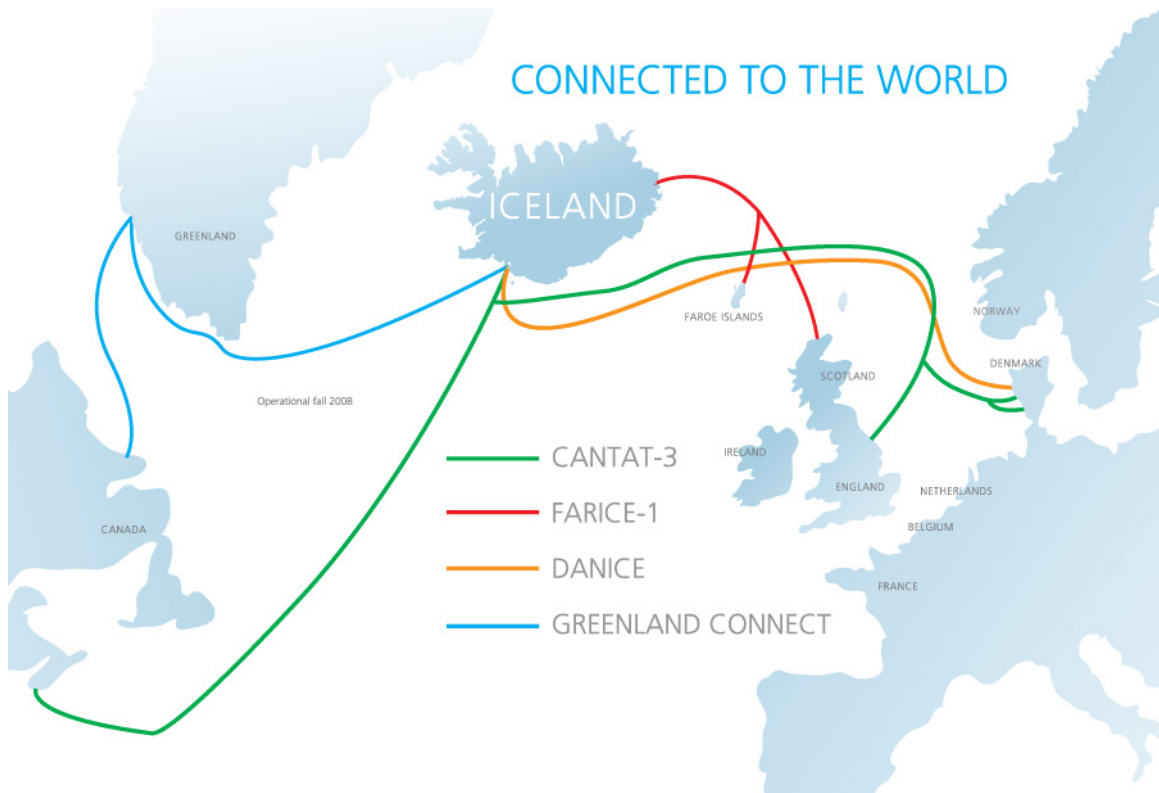 CONNECTED TO THE WORLD
ICELAND
GREENLAND
FAROE ISLANDS
NORWAY
DENMARK
SCOTLAND
Operational fall 2008
IRELAND
ENGLAND
NETHERLANDS
BELGIUM
CANADA
FRANCE
CANTAT-3
FARICE-1
DANICE
GREENLAND CONNECT